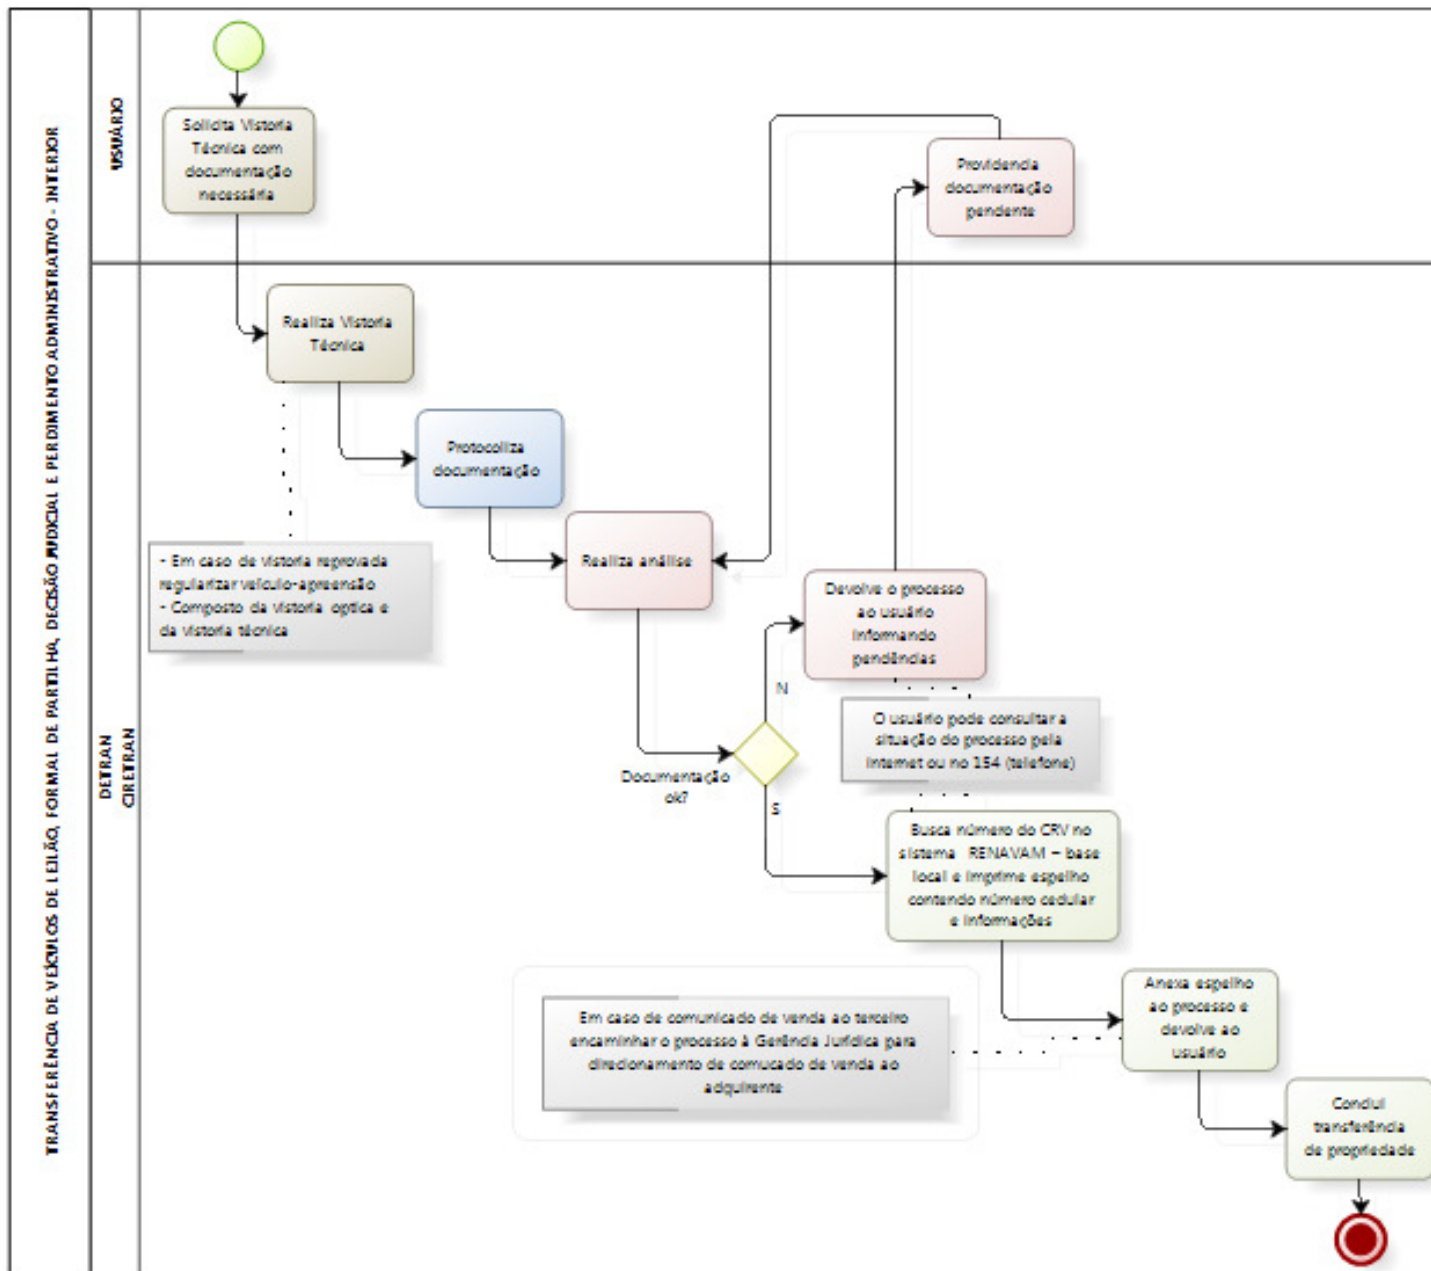 TRANSFERÊNCIA DE VEÍCULOS DE LEILÃO, FORMAL DE PARTILHA, DECISÃO JUDICIAL E PERDIMENTO ADMINISTRATIVO - INTERIOR
USUÁRIO
Solicita Vistoria
Técnica com
documentação
necessária
Providencia
documentação
pendente
DETRAN
CIRETRAN
Realiza Vistoria
Técnica
Protocoliza
documentação
Realiza análise
- Em caso de vistoria reprovada
regularizar veículo-apreensão
- Composto da vistoria optica e
da vistoria técnica
Devolve o processo
ao usuário
informando
pendências
N
Documentação
ok?
S
O usuário pode consultar a
situação do processo pela
internet ou no 154 (telefone)
Busca número do CRV no
sistema RENAVAM – base
local e imprime espelho
contendo número cedular
e informações
Em caso de comunicado de venda ao terceiro
encaminhar o processo à Gerência Jurídica para
direcionamento de comucado de venda ao
adquirente
Anexa espelho
ao processo e
devolve ao
usuário
Conclui
transferência
de propriedade